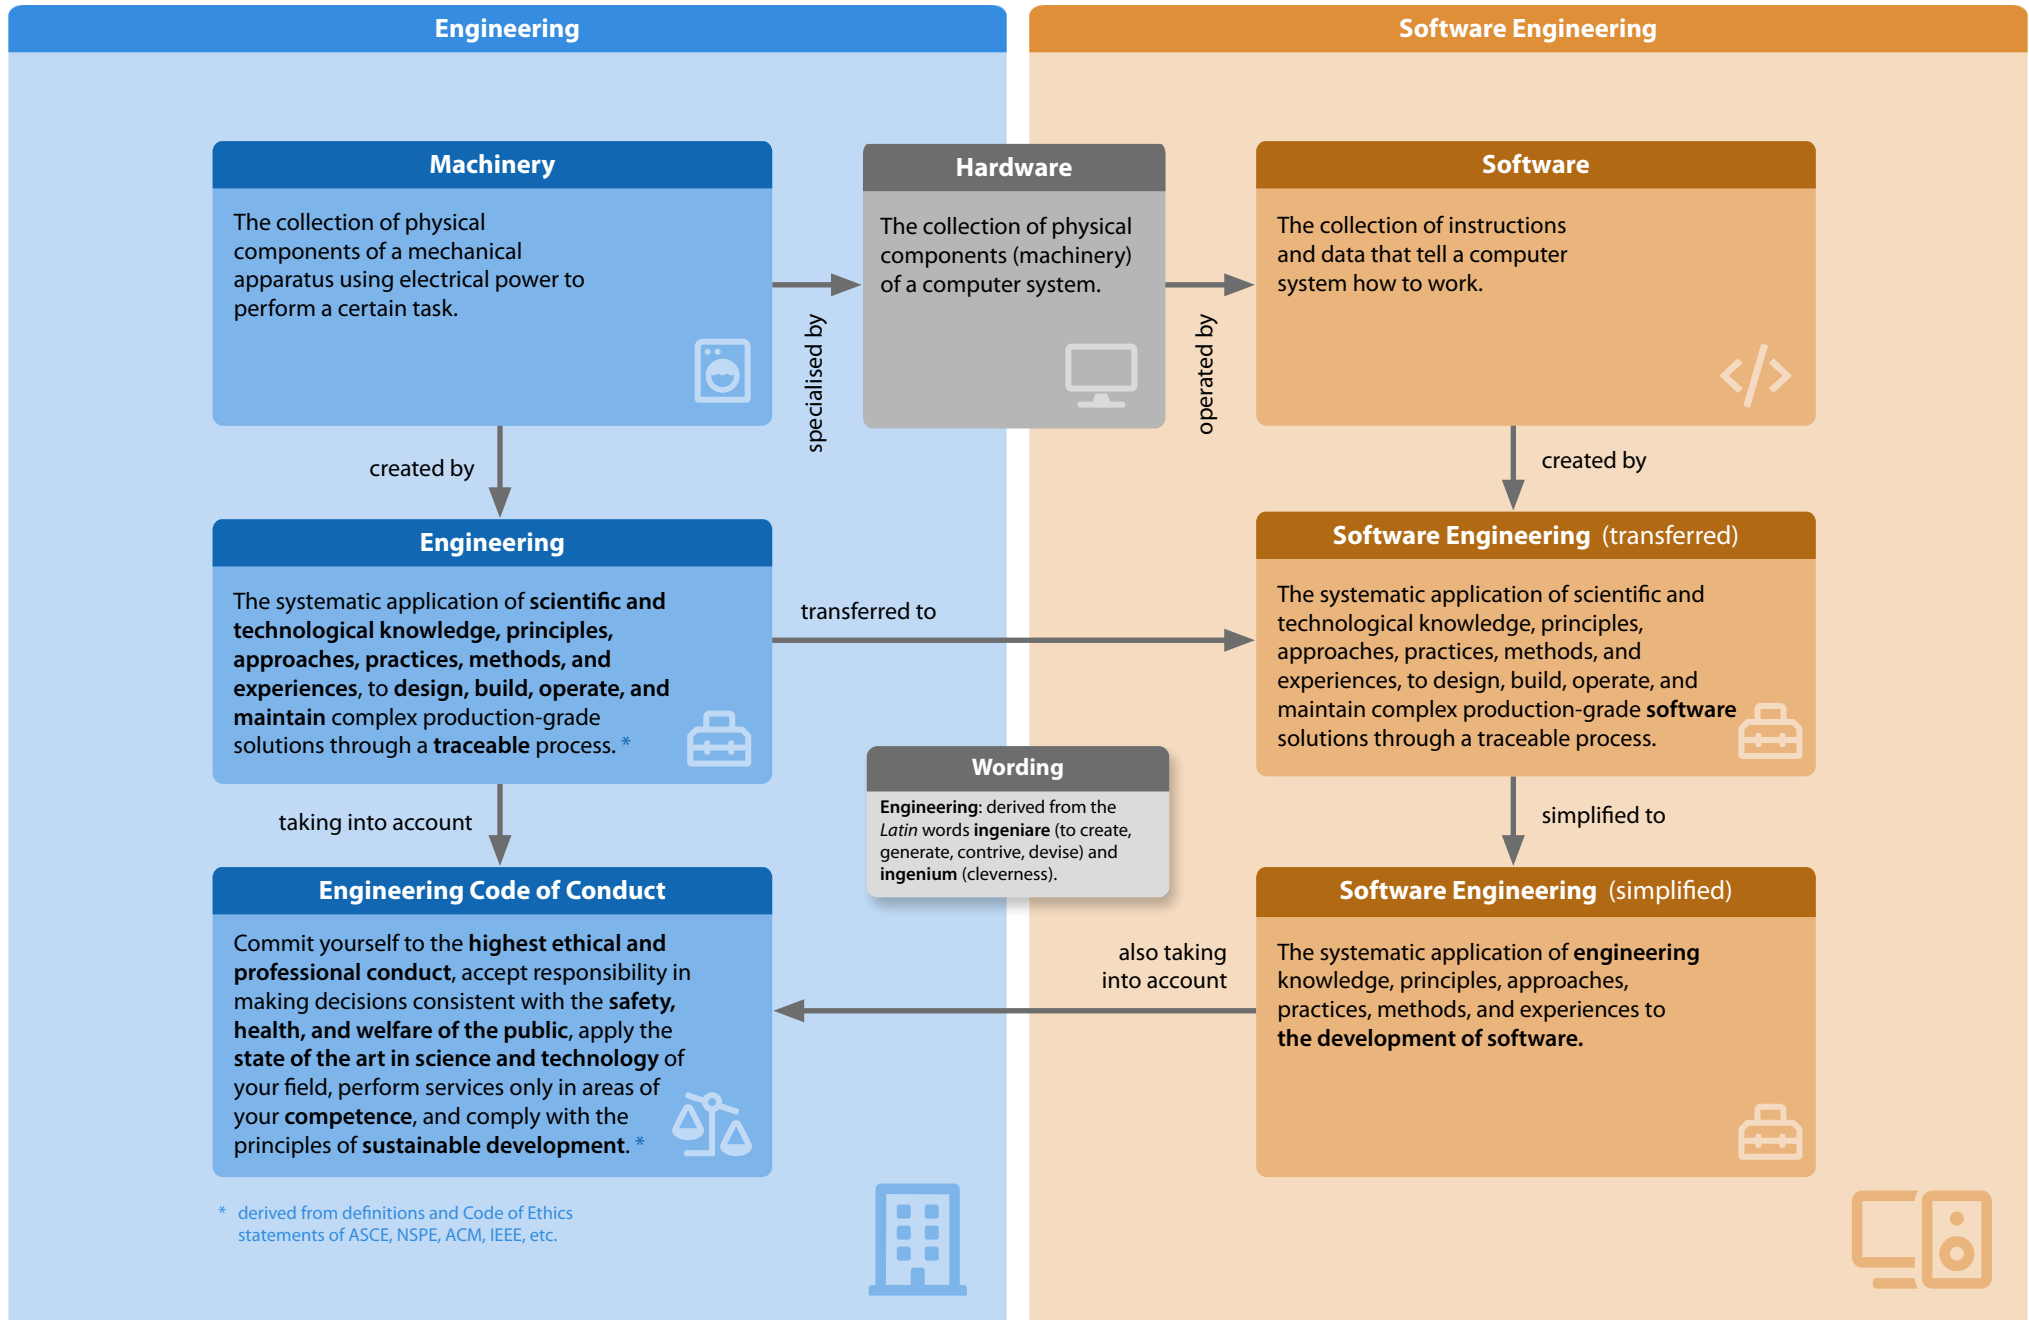 Engineering
Software Engineering
Machinery
The collection of physical
components of a mechanical
apparatus using electrical power to
perform a certain task.
specialised by
Hardware
The collection of physical
components (machinery)
of a computer system.
operated by
Software
The collection of instructions
and data that tell a computer
system how to work.
created by
created by
Engineering
The systematic application of scientific and
technological knowledge, principles,
approaches, practices, methods, and
experiences, to design, build, operate, and
maintain complex production-grade
solutions through a traceable process. *
transferred to
Software Engineering (transferred)
The systematic application of scientific and
technological knowledge, principles,
approaches, practices, methods, and
experiences, to design, build, operate, and
maintain complex production-grade software
solutions through a traceable process.
taking into account
Wording
Engineering: derived from the
Latin words ingeniare (to create,
generate, contrive, devise) and
ingenium (cleverness).
simplified to
Engineering Code of Conduct
Commit yourself to the highest ethical and
professional conduct, accept responsibility in
making decisions consistent with the safety,
health, and welfare of the public, apply the
state of the art in science and technology of
your field, perform services only in areas of
your competence, and comply with the
principles of sustainable development. *
also taking
into account
Software Engineering (simplified)
The systematic application of engineering
knowledge, principles, approaches,
practices, methods, and experiences to
the development of software.
* derived from definitions and Code of Ethics
statements of ASCE, NSPE, ACM, IEEE, etc.